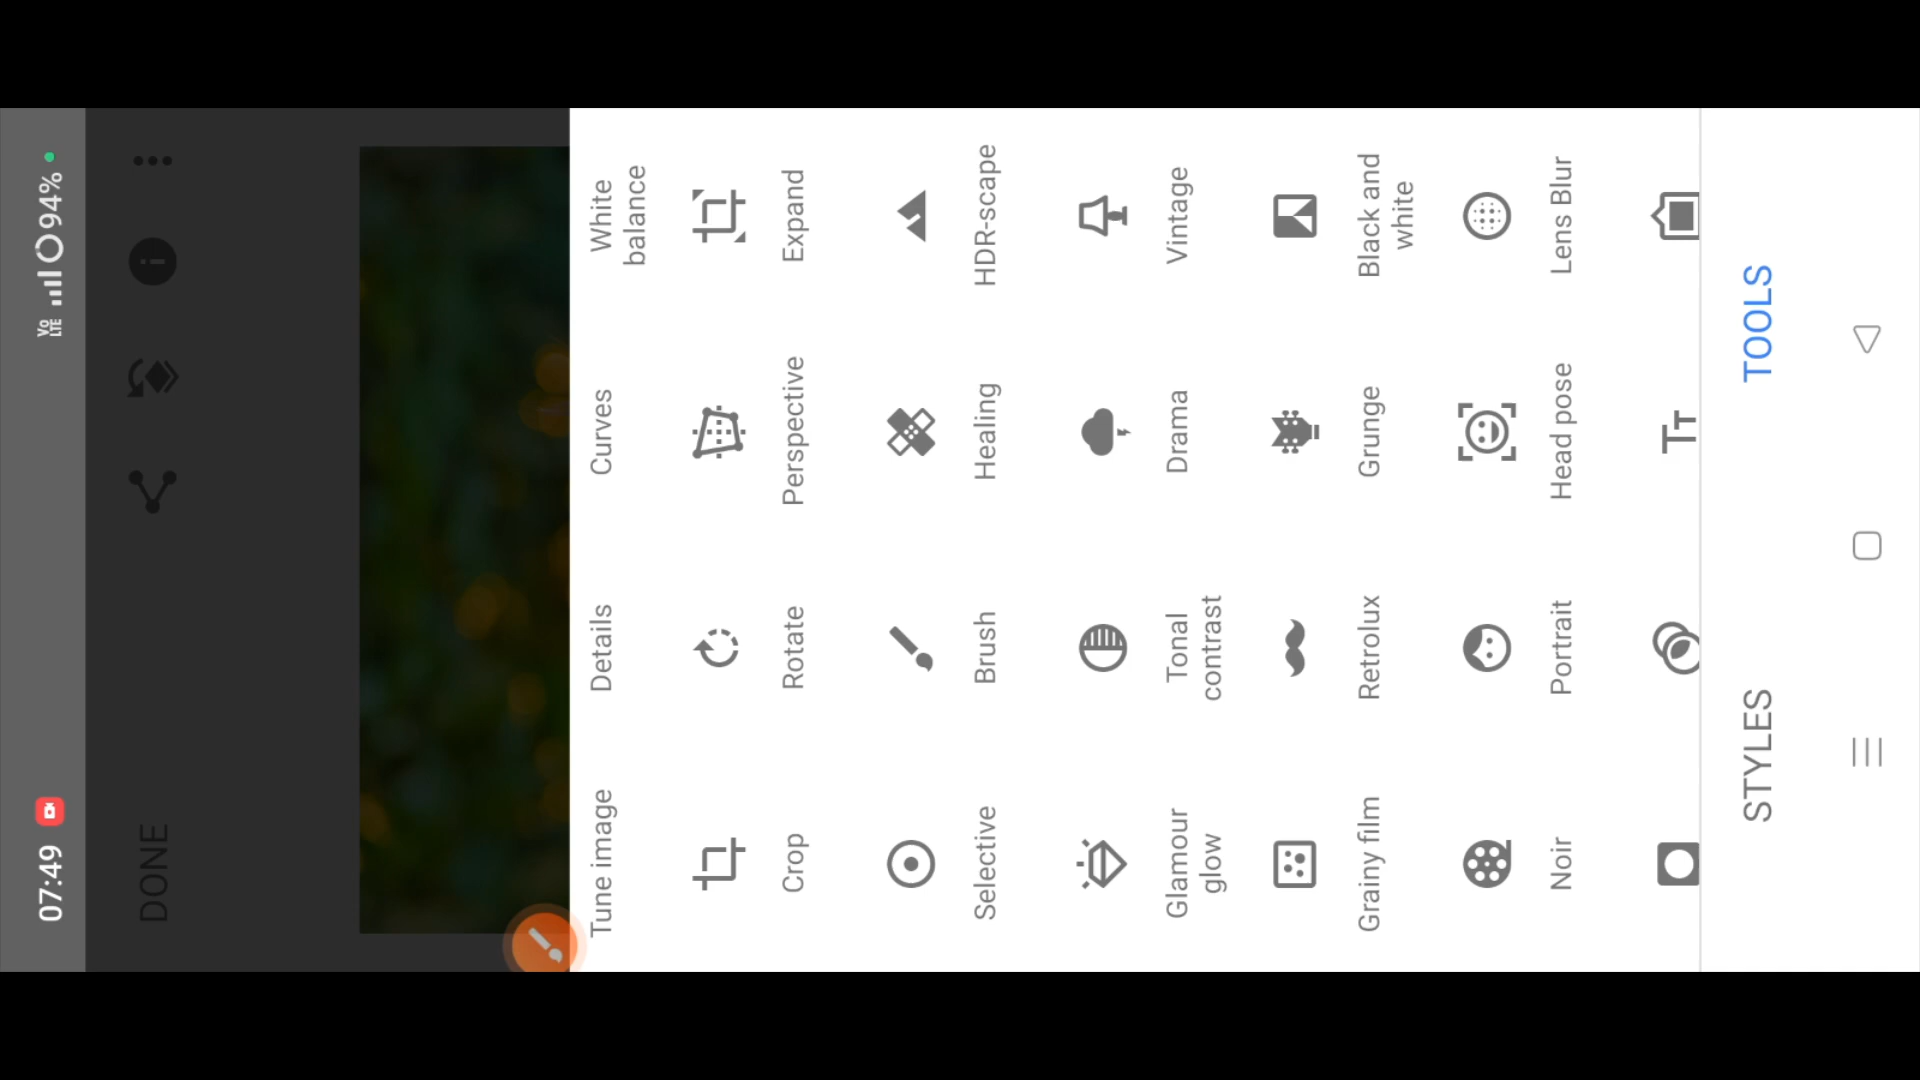 07:49
Vo
LTE
94%
DONE
Tune image
Details
Curves
White
balance
Crop
Rotate
Perspective
Expand
Selective
Brush
Healing
HDR-scape
Glamour
glow
Tonal
contrast
Drama
Vintage
Grainy film
Retrolux
Grunge
Black and
white
Noir
Portrait
Head pose
Lens Blur
STYLES
TOOLS